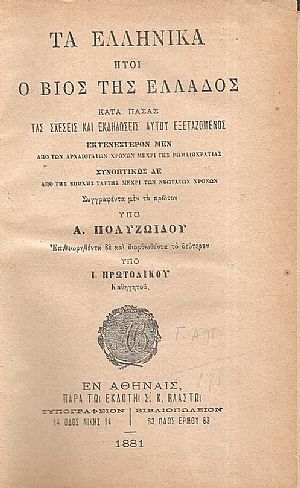 ΤΑ ΕΛΛΗΝΙΚΑ
ΗΤΟΙ
Ο ΒΙΟΣ ΤΗΣ ΕΛΛΑΔΟΣ
ΚΑΤΑ ΠΑΣΑΣ
ΤΑΣ ΣΧΕΣΕΙΣ ΚΑΙ ΕΚΔΗΛΩΣΕΙΣ ΑΥΤΟΥ ΕΞΕΤΑΖΟΜΕΝΟΣ
ΕΚΤΕΝΕΣΤΕΡΟΝ ΜΕΝ
ΑΠΟ ΤΩΝ ΑΡΧΑΙΟΤΑΤΩΝ ΧΡΟΝΩΝ ΜΕΧΡΙ ΤΗΣ ΡΩΜΑΙΟΚΡΑΤΙΑΣ
ΣΥΝΟΠΤΙΚΩΣ ΔΕ
ΑΠΟ ΤΗΣ ΕΠΟΧΗΣ ΤΑΥΤΗΣ ΜΕΧΡΙ ΤΩΝ ΝΕΩΤΑΤΩΝ ΧΡΟΝΩΝ
Συγγραφέντα μὲν τὸ πρῶτον
ΥΠΟ
Α. ΠΟΛΥΖΩΙΔΟΥ
Ἐπιθεωρηθέντα δὲ καὶ διορθωθέντα τὸ δεύτερον
ΥΠΟ
Ι. ΠΡΩΤΟΔΙΚΟΥ
Καθηγητοῦ.
ΕΝ ΑΘΗΝΑΙΣ,
ΠΑΡΑ ΤΩι ΕΚΔΟΤΗι Σ. Κ. ΒΛΑΣΤΩι
ΤΥΠΟΓΡΑΦΕΙΟΝ ΒΙΒΛΙΟΠΩΛΕΙΟΝ
14 ΟΔΟΣ ΝΙΚΗΣ 14 63 ΟΔΟΣ ΕΡΜΟΥ 63
1881